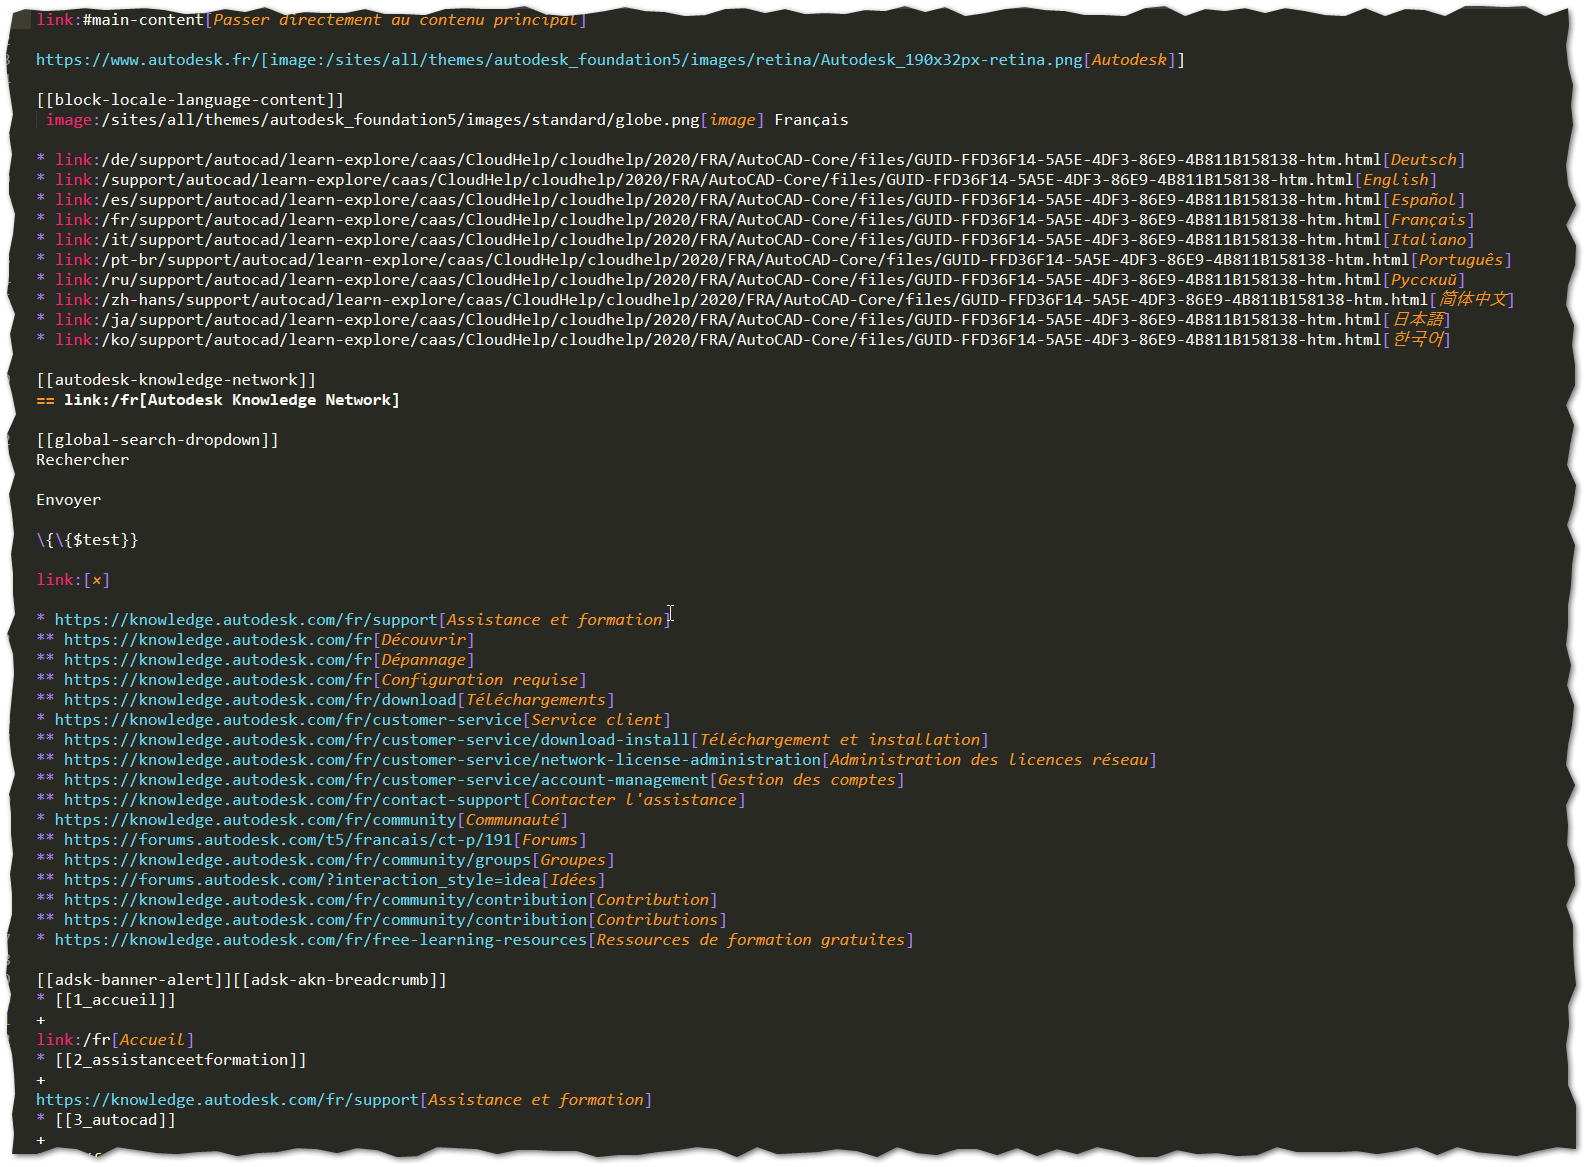 link:#main-content[Passer directement au contenu principal]
https://www.autodesk.fr/[image:/sites/all/themes/autodesk_foundation5/images/retina/Autodesk_190x32px-retina.png[Autodesk]]
[[block-locale-language-content]]
image:/sites/all/themes/autodesk_foundation5/images/standard/globe.png[image] Français
* link:/de/support/autocad/learn-explore/caas/CloudHelp/cloudhelp/2020/FRA/AutoCAD-Core/files/GUID-FFD36F14-5A5E-4DF3-86E9-4B811B158138-htm.html[Deutsch]
* link:/support/autocad/learn-explore/caas/CloudHelp/cloudhelp/2020/FRA/AutoCAD-Core/files/GUID-FFD36F14-5A5E-4DF3-86E9-4B811B158138-htm.html[English]
* link:/es/support/autocad/learn-explore/caas/CloudHelp/cloudhelp/2020/FRA/AutoCAD-Core/files/GUID-FFD36F14-5A5E-4DF3-86E9-4B811B158138-htm.html[Español]
* link:/fr/support/autocad/learn-explore/caas/CloudHelp/cloudhelp/2020/FRA/AutoCAD-Core/files/GUID-FFD36F14-5A5E-4DF3-86E9-4B811B158138-htm.html[Français]
* link:/it/support/autocad/learn-explore/caas/CloudHelp/cloudhelp/2020/FRA/AutoCAD-Core/files/GUID-FFD36F14-5A5E-4DF3-86E9-4B811B158138-htm.html[Italiano]
* link:/pt-br/support/autocad/learn-explore/caas/CloudHelp/cloudhelp/2020/FRA/AutoCAD-Core/files/GUID-FFD36F14-5A5E-4DF3-86E9-4B811B158138-htm.html[Português]
* link:/ru/support/autocad/learn-explore/caas/CloudHelp/cloudhelp/2020/FRA/AutoCAD-Core/files/GUID-FFD36F14-5A5E-4DF3-86E9-4B811B158138-htm.html[Русский]
* link:/zh-hans/support/autocad/learn-explore/caas/CloudHelp/cloudhelp/2020/FRA/AutoCAD-Core/files/GUID-FFD36F14-5A5E-4DF3-86E9-4B811B158138-htm.html[简体中文]
* link:/ja/support/autocad/learn-explore/caas/CloudHelp/cloudhelp/2020/FRA/AutoCAD-Core/files/GUID-FFD36F14-5A5E-4DF3-86E9-4B811B158138-htm.html[日本語]
* link:/ko/support/autocad/learn-explore/caas/CloudHelp/cloudhelp/2020/FRA/AutoCAD-Core/files/GUID-FFD36F14-5A5E-4DF3-86E9-4B811B158138-htm.html[한국어]
[[autodesk-knowledge-network]]
== link:/fr[Autodesk Knowledge Network]
[[global-search-dropdown]]
Rechercher
Envoyer
\{\{$test}}
link:[×]
* https://knowledge.autodesk.com/fr/support[Assistance et formation]
** https://knowledge.autodesk.com/fr[Découvrir]
** https://knowledge.autodesk.com/fr[Dépannage]
** https://knowledge.autodesk.com/fr[Configuration requise]
** https://knowledge.autodesk.com/fr/download[Téléchargements]
* https://knowledge.autodesk.com/fr/customer-service[Service client]
** https://knowledge.autodesk.com/fr/customer-service/download-install[Téléchargement et installation]
** https://knowledge.autodesk.com/fr/customer-service/network-license-administration[Administration des licences réseau]
** https://knowledge.autodesk.com/fr/customer-service/account-management[Gestion des comptes]
** https://knowledge.autodesk.com/fr/contact-support[Contacter l'assistance]
* https://knowledge.autodesk.com/fr/community[Communauté]
** https://forums.autodesk.com/t5/francais/ct-p/191[Forums]
** https://knowledge.autodesk.com/fr/community/groups[Groupes]
** https://forums.autodesk.com/?interaction_style=idea[Idées]
** https://knowledge.autodesk.com/fr/community/contribution[Contribution]
** https://knowledge.autodesk.com/fr/community/contribution[Contributions]
* https://knowledge.autodesk.com/fr/free-learning-resources[Ressources de formation gratuites]
[[adsk-banner-alert]][[adsk-akn-breadcrumb]]
* [[1_accueil]]
+
link:/fr[Accueil]
* [[2_assistanceetformation]]
+
https://knowledge.autodesk.com/fr/support[Assistance et formation]
* [[3_autocad]]
+